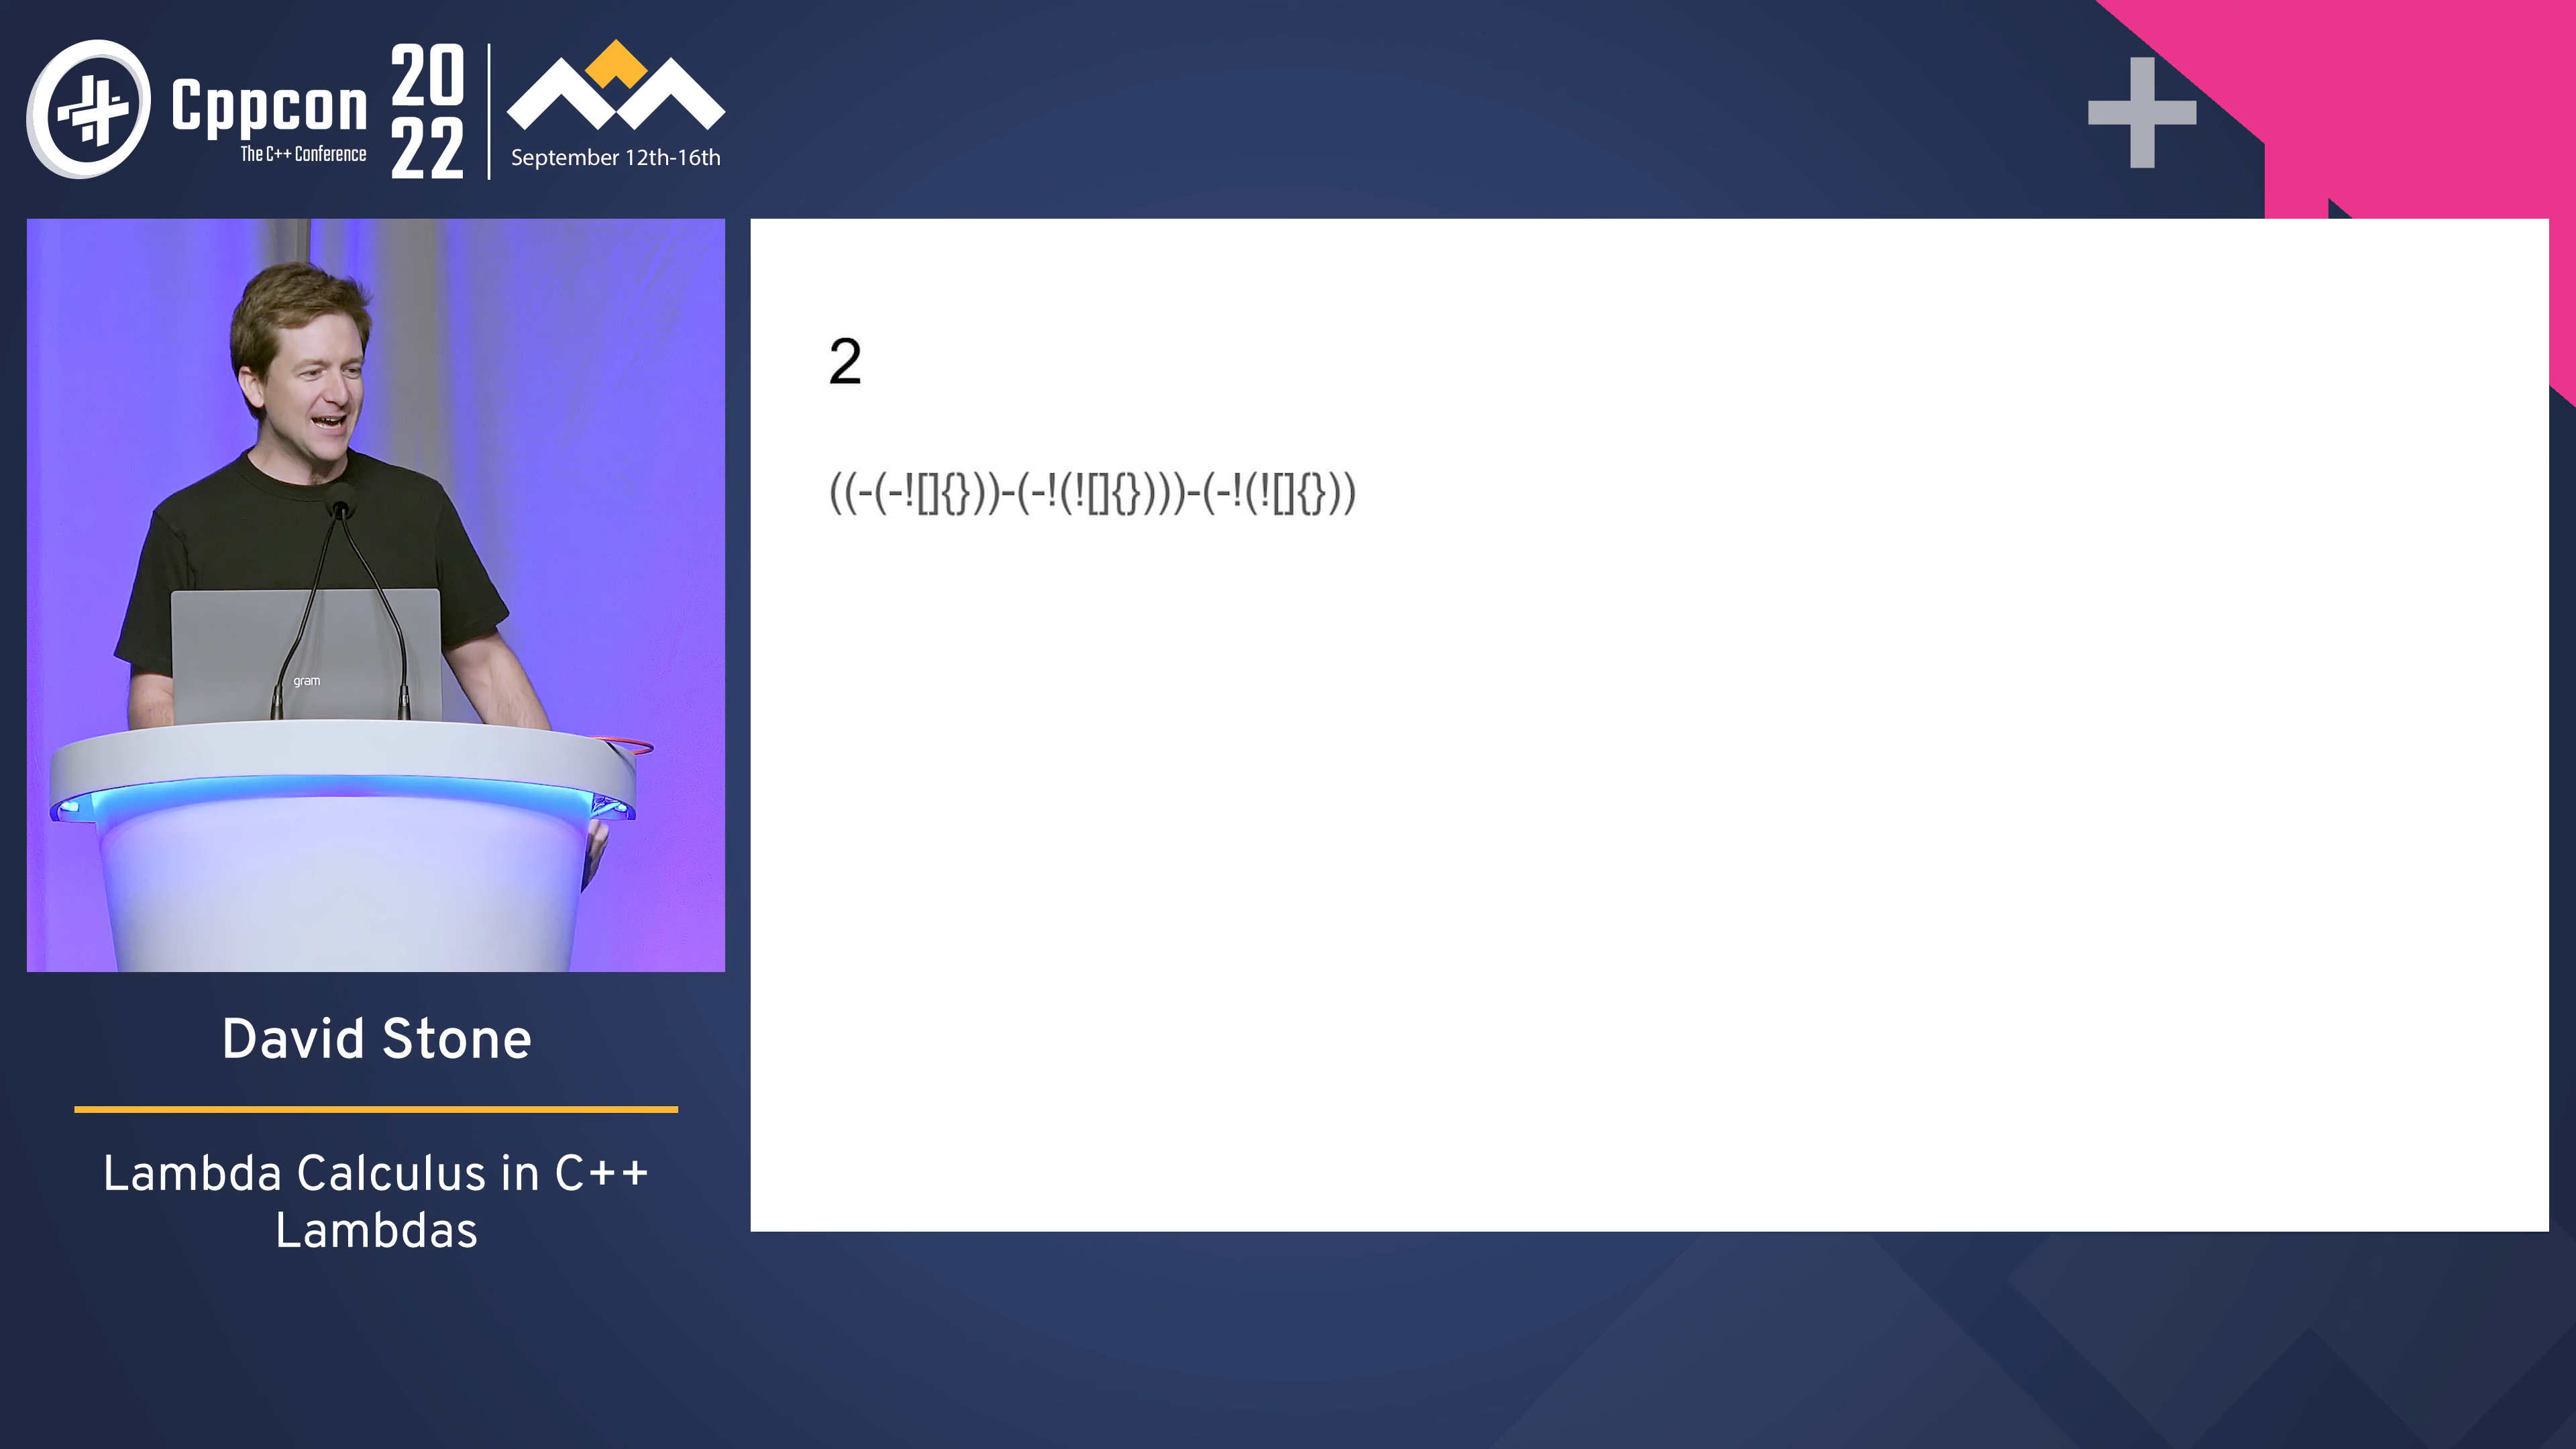 Cppcon
The C++ Conference
20
22
September 12th-16th
2
((-(-![]{}))-(-!(![]{})))-(-!(![]{}))
gram
David Stone
Lambda Calculus in C++
Lambdas